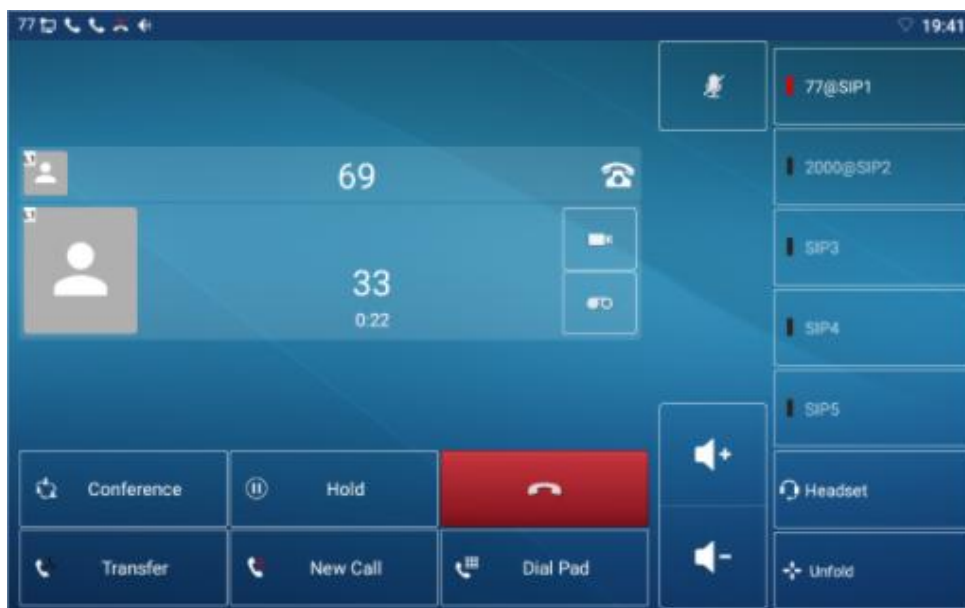 77
19:41
77@SIP1
69
2000@SIP2
33
0:22
SIP3
SIP4
SIP5
Conference
Hold
Headset
Transfer
New Call
Dial Pad
Unfold